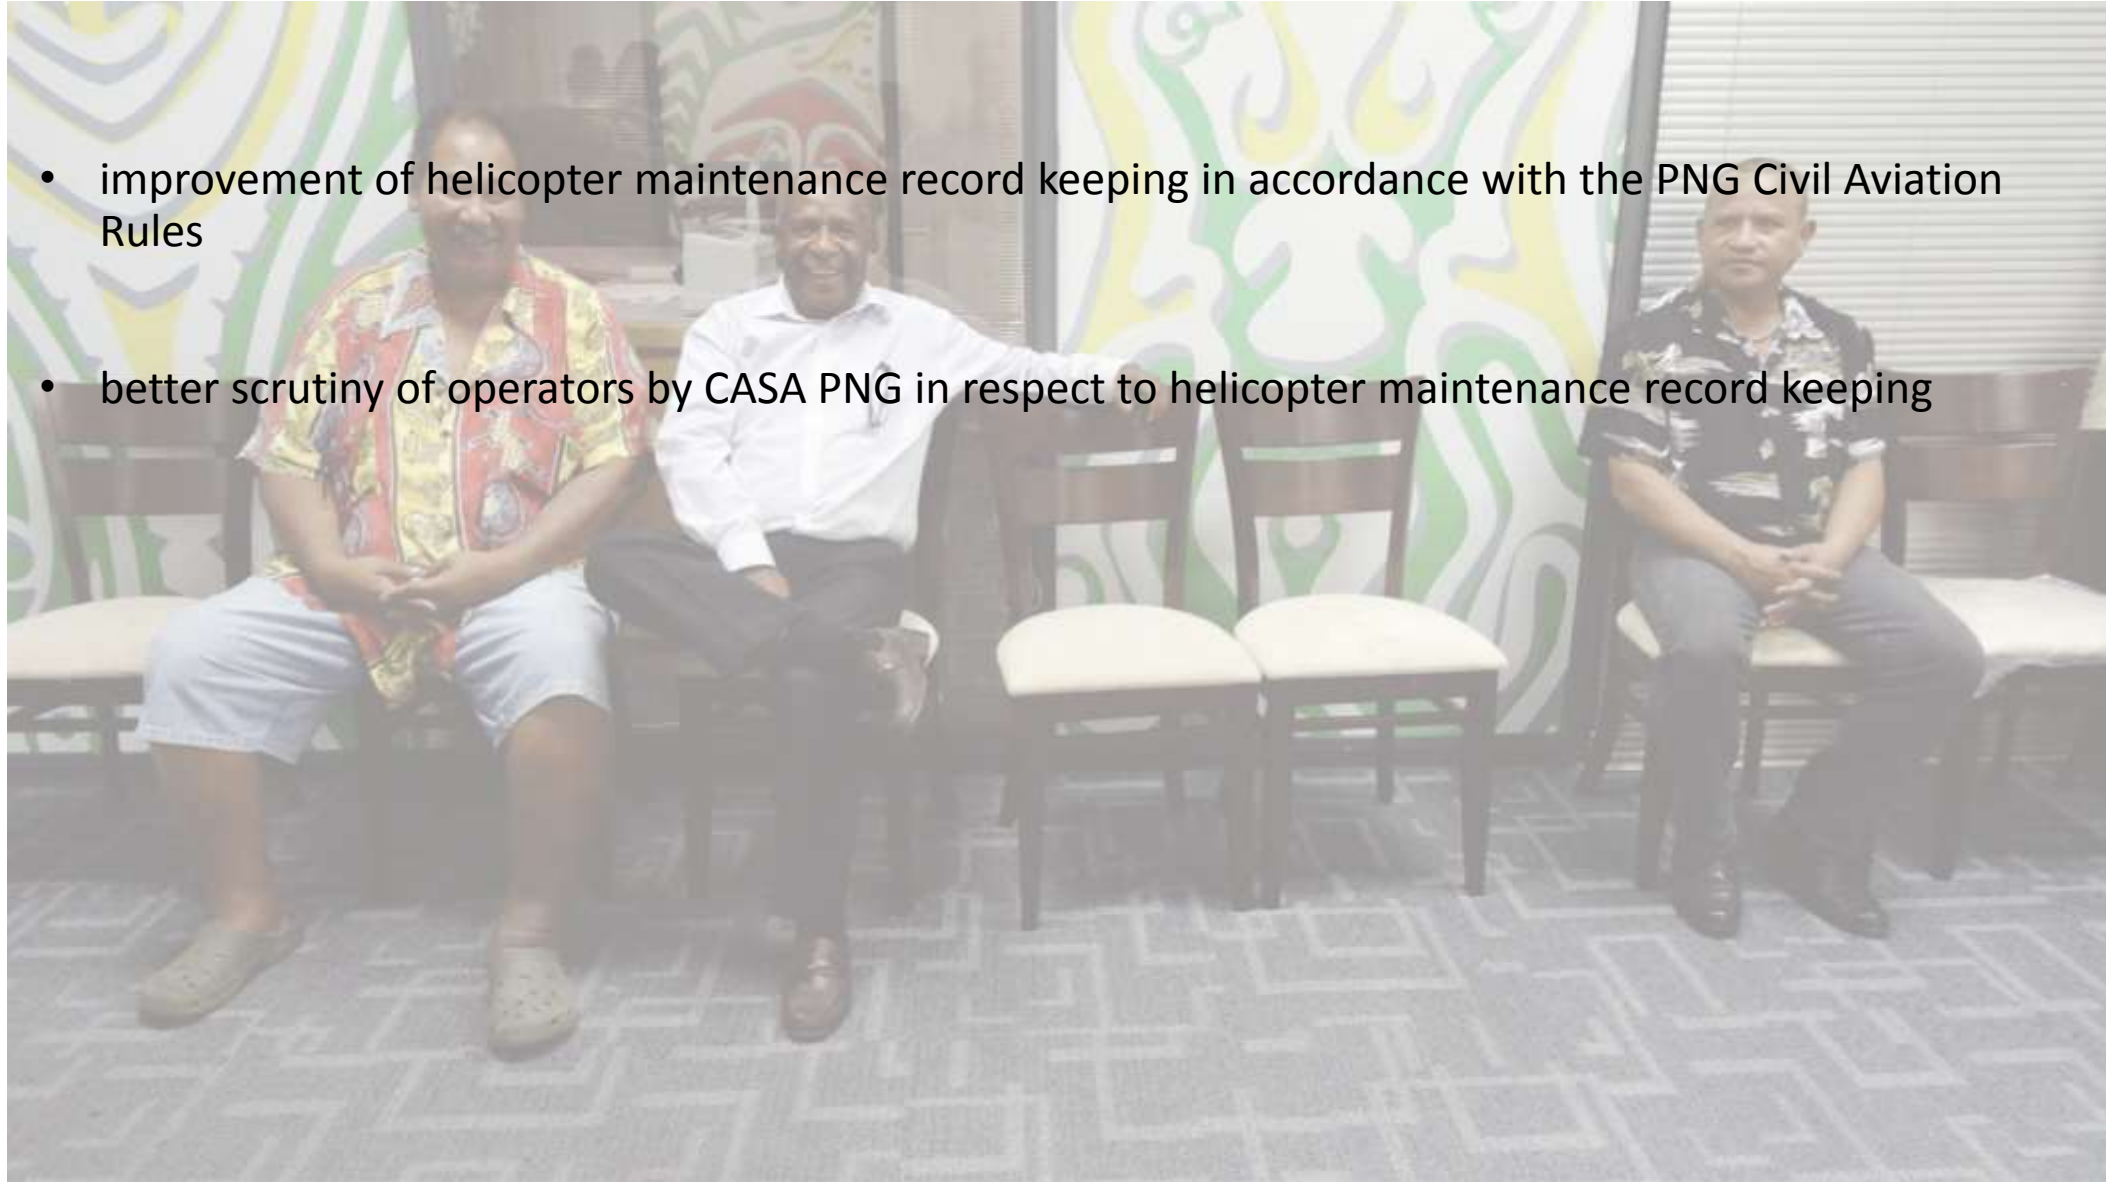 • improvement of helicopter maintenance record keeping in accordance with the PNG Civil Aviation
Rules
• better scrutiny of operators by CASA PNG in respect to helicopter maintenance record keeping